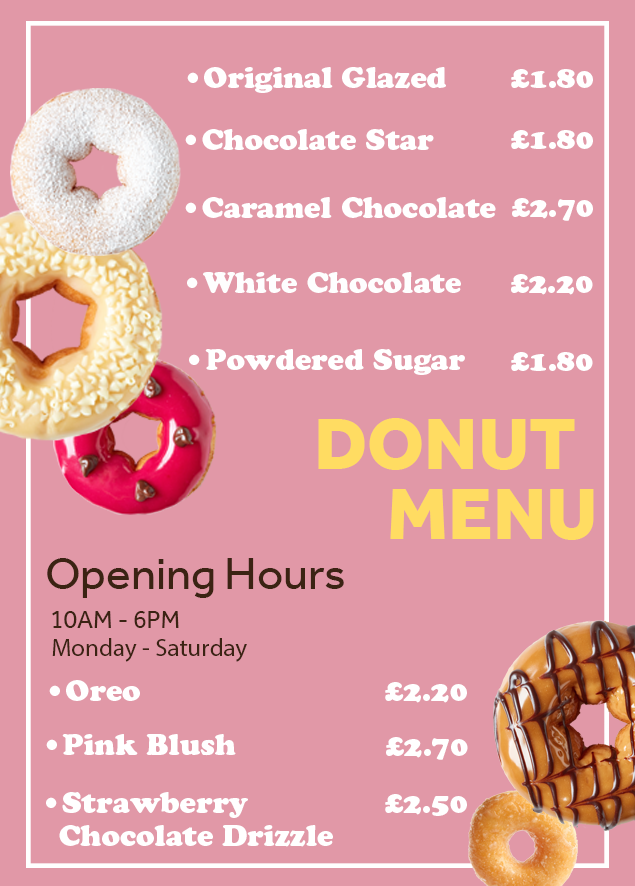 •Original Glazed £1.80
•Chocolate Star £1.80
•Caramel Chocolate £2.70
•White Chocolate £2.20
•Powdered Sugar £1.80
DONUT
MENU
Opening Hours
10AM - 6PM
Monday - Saturday
•Oreo £2.20
•Pink Blush £2.70
•Strawberry £2.50
Chocolate Drizzle